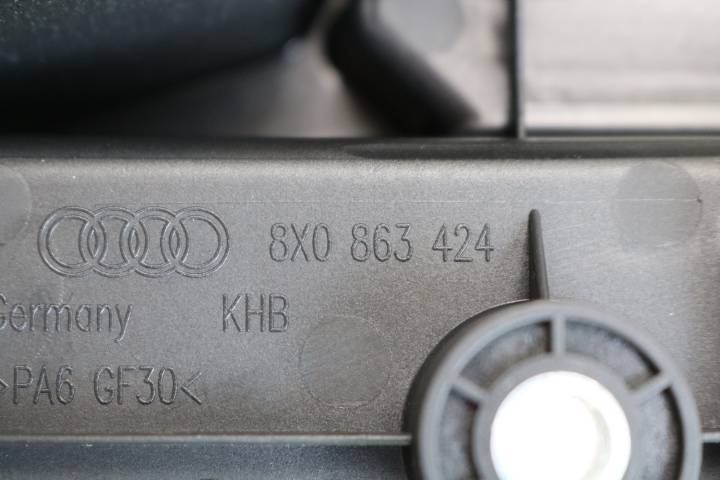 8X0 863 424
Germany KHB
>PA6 GF30<